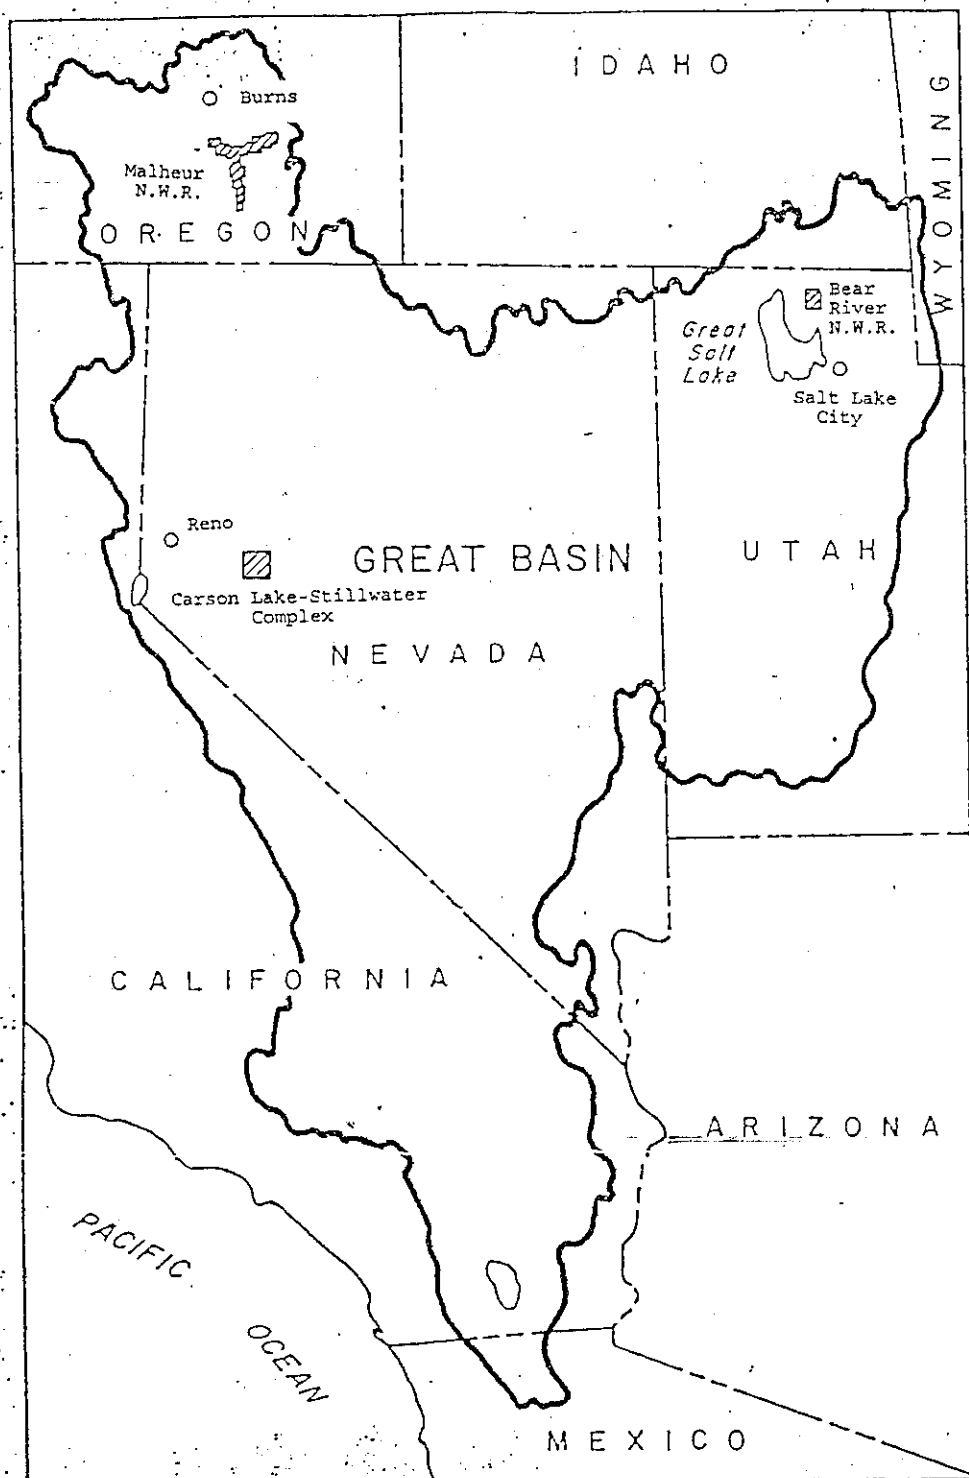 IDAHO
WYOMING
Burns
Malheur
N.W.R.
OREGON
Bear
River
N.W.R.
Great
Salt
Lake
Salt Lake
City
Reno
GREAT BASIN
UTAH
Carson Lake-Stillwater
Complex
NEVADA
CALIFORNIA
ARIZONA
PACIFIC
OCEAN
MEXICO